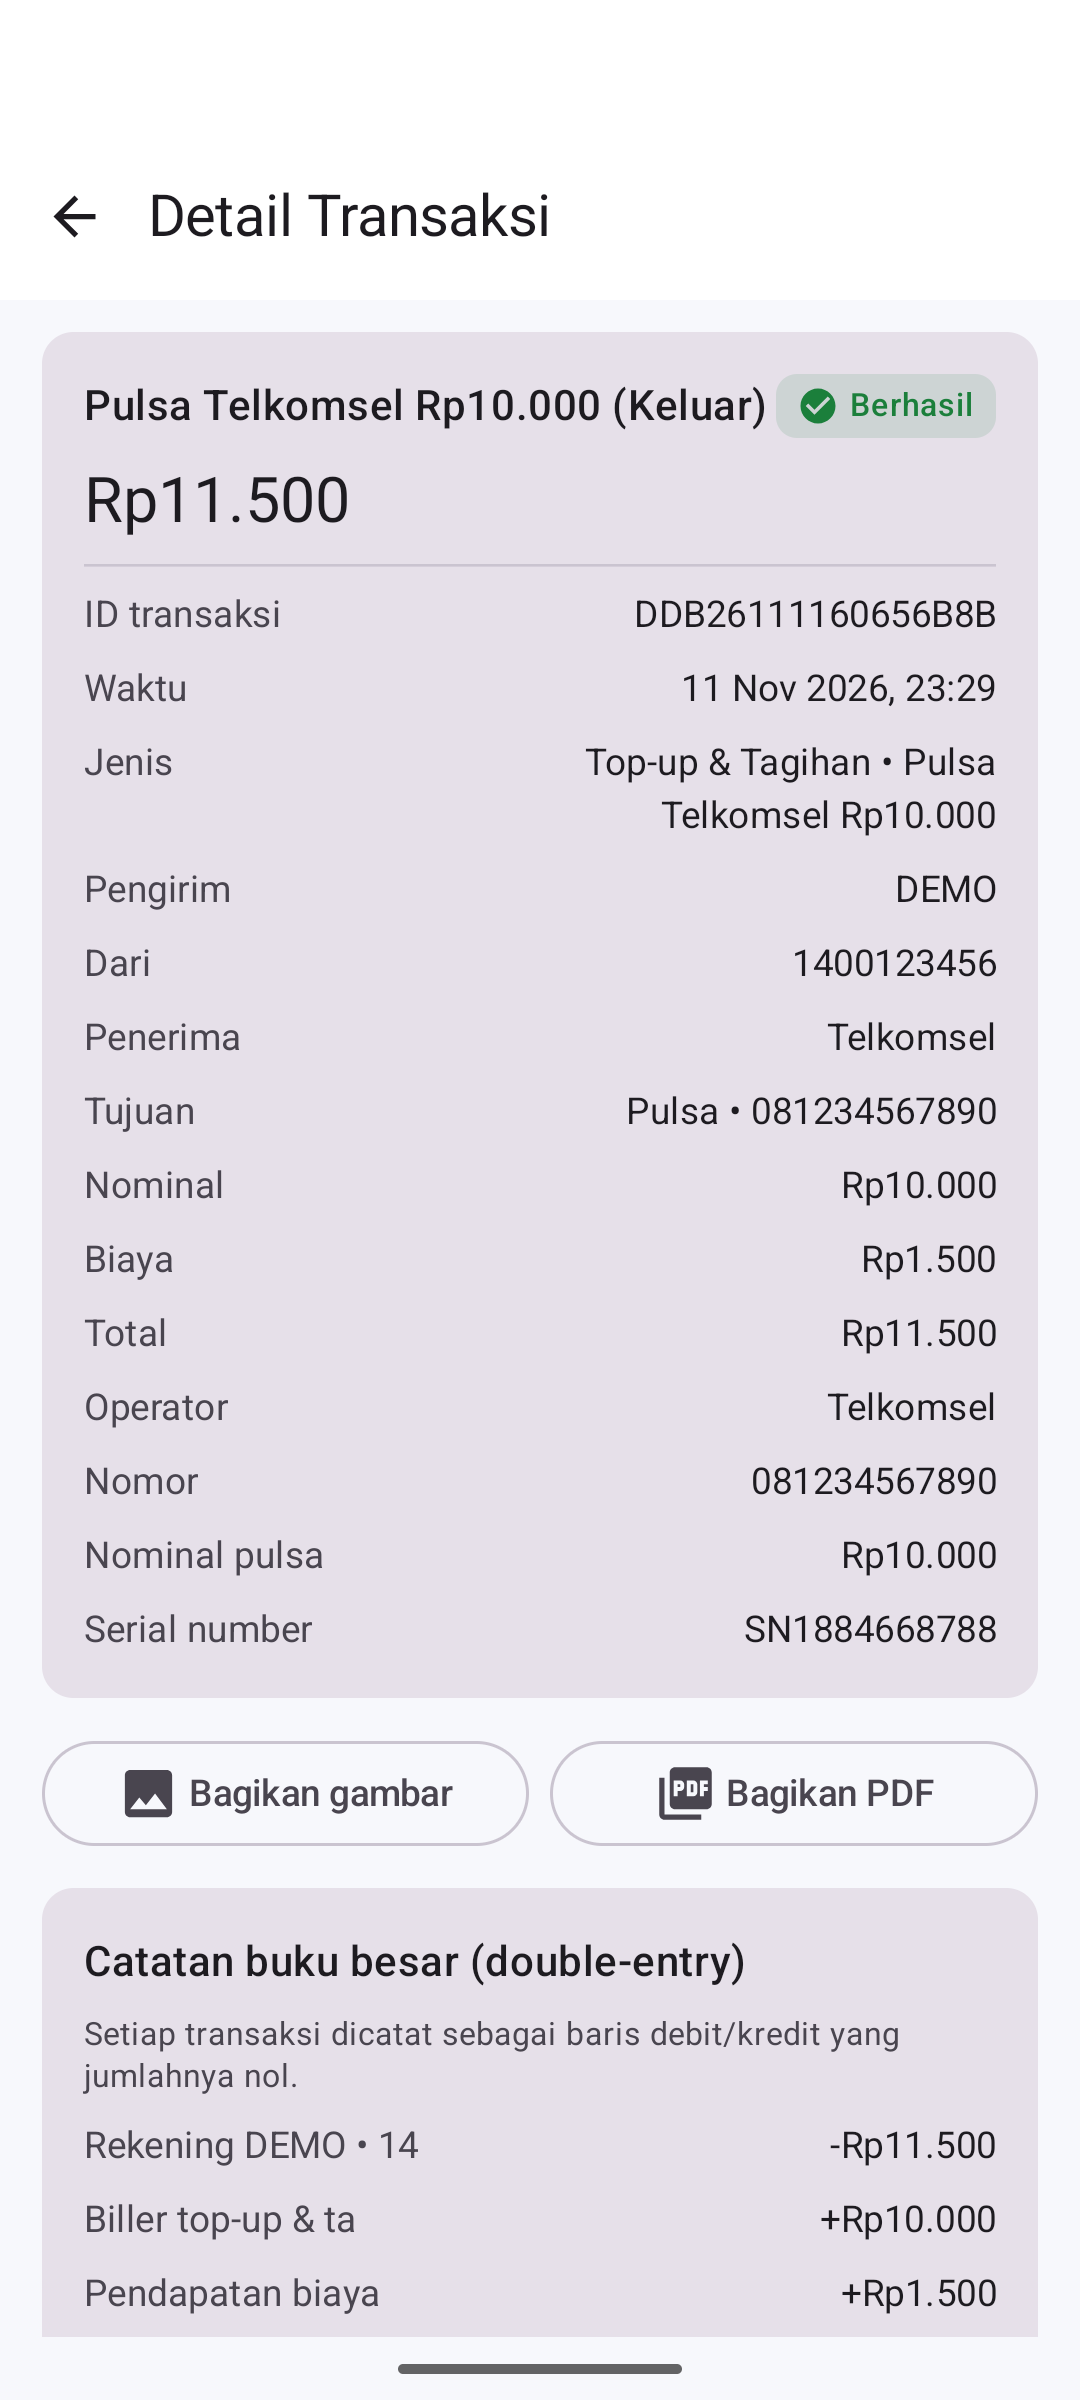 Detail Transaksi
Pulsa Telkomsel Rp10.000 (Keluar)
Berhasil
Rp11.500
ID transaksi DDB26111160656B8B
Waktu 11 Nov 2026, 23:29
Jenis Top-up & Tagihan • Pulsa
Telkomsel Rp10.000
Pengirim DEMO
Dari 1400123456
Penerima Telkomsel
Tujuan Pulsa • 081234567890
Nominal Rp10.000
Biaya Rp1.500
Total Rp11.500
Operator Telkomsel
Nomor 081234567890
Nominal pulsa Rp10.000
Serial number SN1884668788
Bagikan gambar
PDF Bagikan PDF
Catatan buku besar (double-entry)
Setiap transaksi dicatat sebagai baris debit/kredit yang
jumlahnya nol.
Rekening DEMO • 14 -Rp11.500
Biller top-up & ta +Rp10.000
Pendapatan biaya +Rp1.500